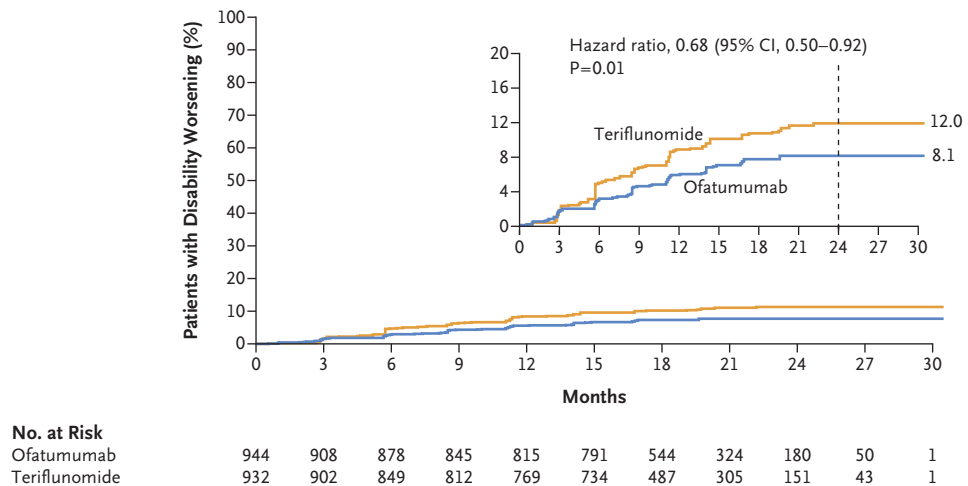 Patients with Disability Worsening (%)
100
90
80
70
60
50
40
30
20
10
0
0 3 6 9 12 15 18 21 24 27 30
Months
Hazard ratio, 0.68 (95% CI, 0.50–0.92)
P=0.01
20
16
12
8
4
0
0 3 6 9 12 15 18 21 24 27 30
Teriflunomide
Ofatumumab
12.0
8.1
No. at Risk
Ofatumumab 944 908 878 845 815 791 544 324 180 50 1
Teriflunomide 932 902 849 812 769 734 487 305 151 43 1